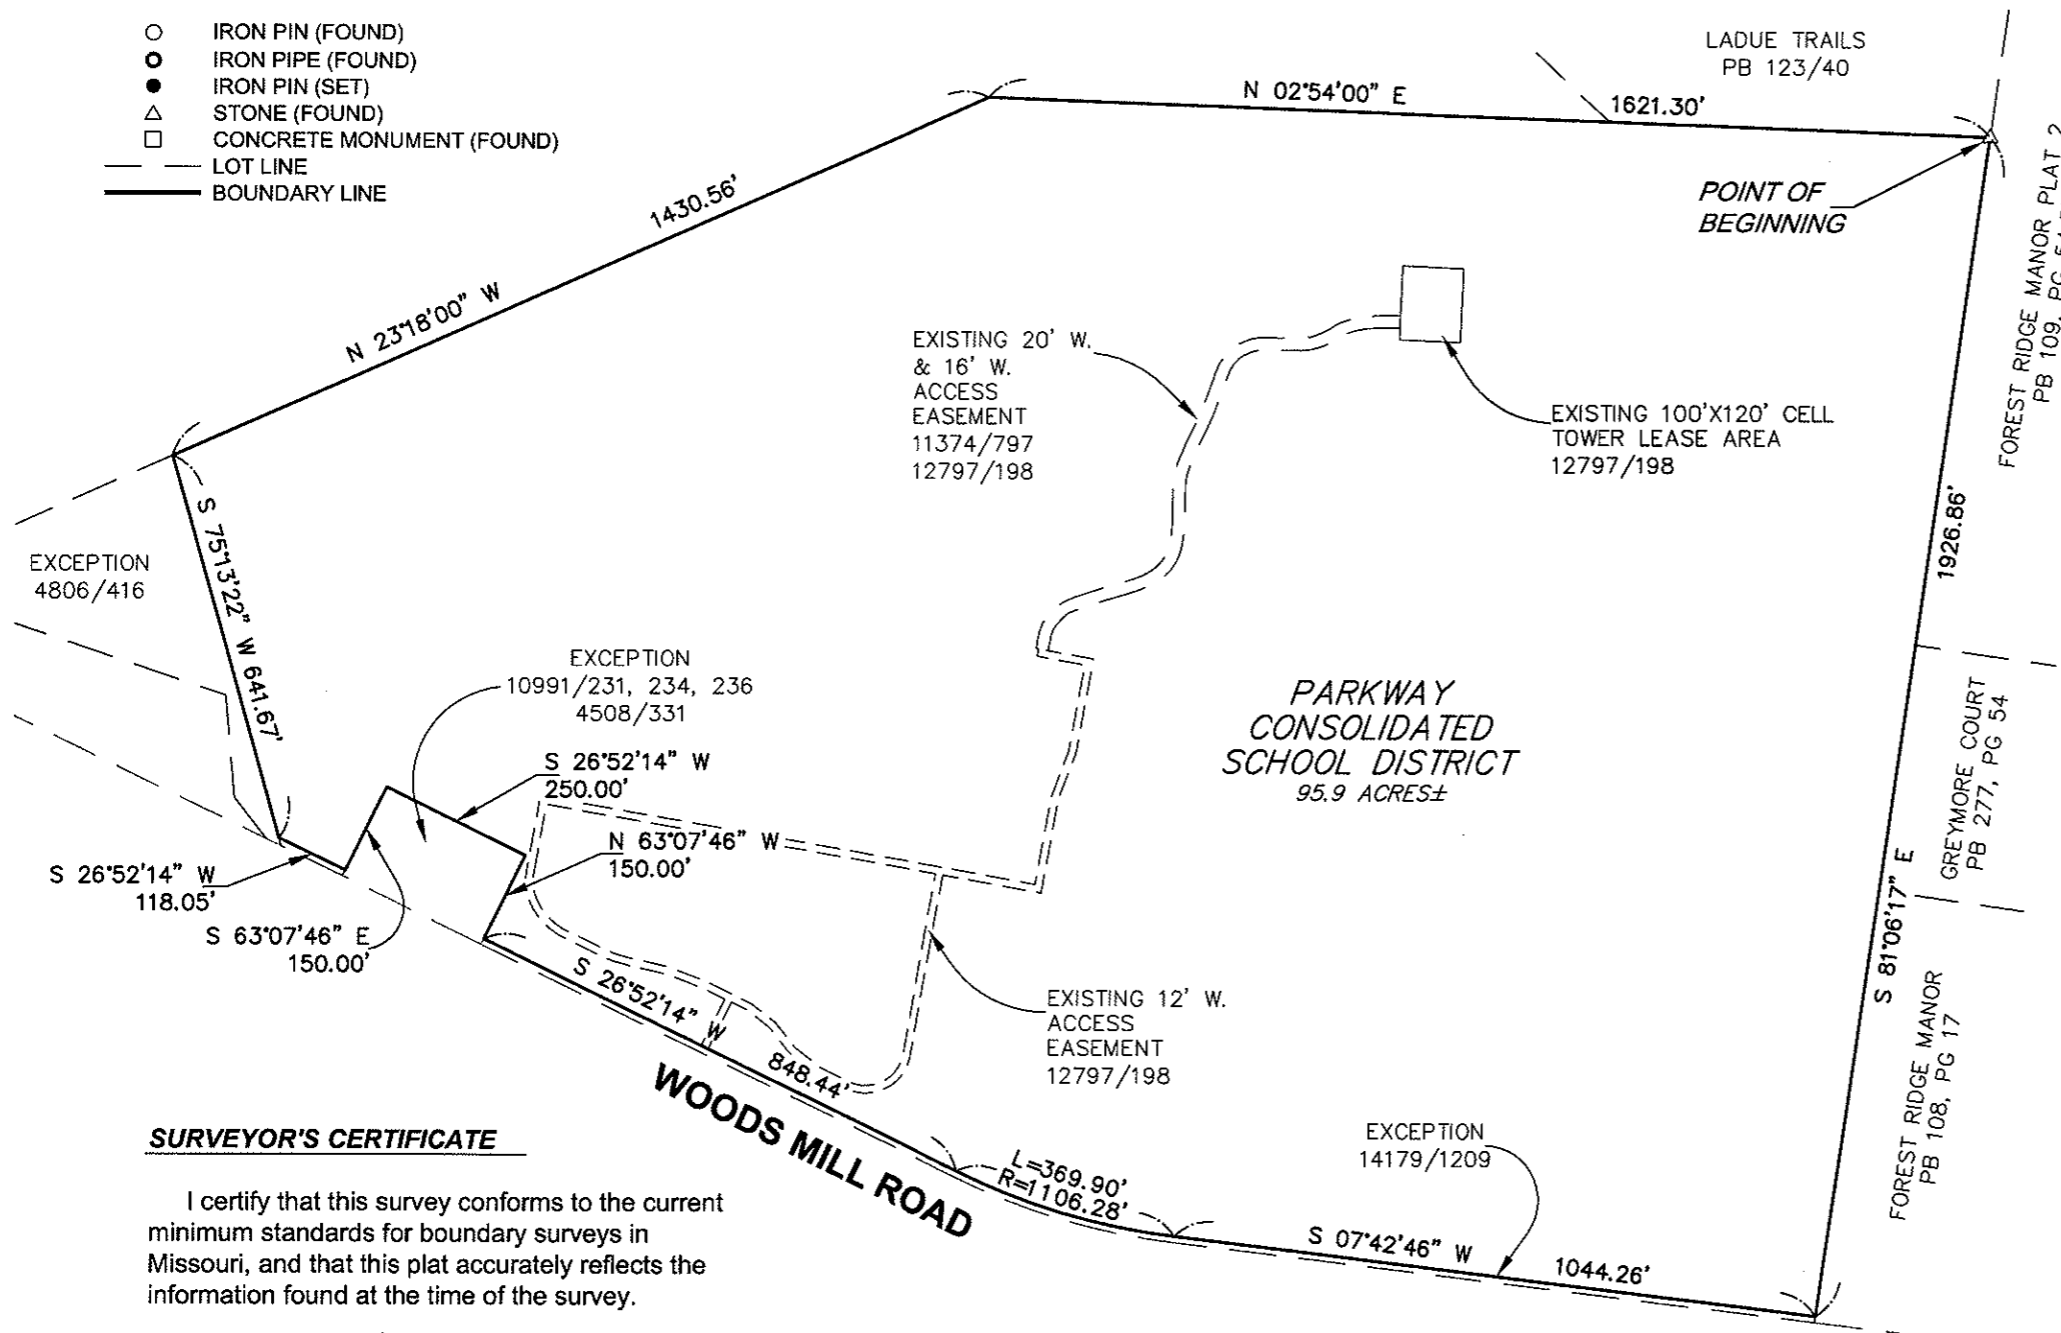 IRON PIN (FOUND)
IRON PIPE (FOUND)
IRON PIN (SET)
STONE (FOUND)
CONCRETE MONUMENT (FOUND)
LOT LINE
BOUNDARY LINE
LADUE TRAILS
PB 123/40
N 02°54'00" E
1621.30'
POINT OF
BEGINNING
FOREST RIDGE MANOR PLAT 2
PB 109, PG
1430.56'
N 23°18'00" W
EXISTING 20' W.
& 16' W.
ACCESS
EASEMENT
11374/797
12797/198
EXISTING 100'X120' CELL
TOWER LEASE AREA
12797/198
1926.86'
S 81°06'17" E
EXCEPTION
4806/416
S 75°13'22" W 641.67'
EXCEPTION
10991/231, 234, 236
4508/331
S 26°52'14" W
250.00'
N 63°07'46" W
150.00'
S 26°52'14" W
118.05'
S 63°07'46" E
150.00'
PARKWAY
CONSOLIDATED
SCHOOL DISTRICT
95.9 ACRES±
GREYMORE COURT
PB 277, PG 54
FOREST RIDGE MANOR
PB 108, PG 17
S 26°52'14" W
848.44'
EXISTING 12' W.
ACCESS
EASEMENT
12797/198
WOODS MILL ROAD
L=369.90'
R=1106.28'
EXCEPTION
14179/1209
S 07°42'46" W
1044.26'
SURVEYOR'S CERTIFICATE
I certify that this survey conforms to the current
minimum standards for boundary surveys in
Missouri, and that this plat accurately reflects the
information found at the time of the survey.